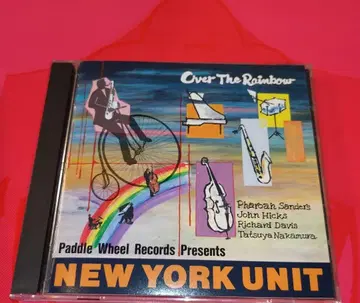 Over The Rainbow
Pharoah Sanders
John Hicks
Richard Davis
Tatsuya Nakamura
Paddle Wheel Records Presents
NEW YORK UNIT